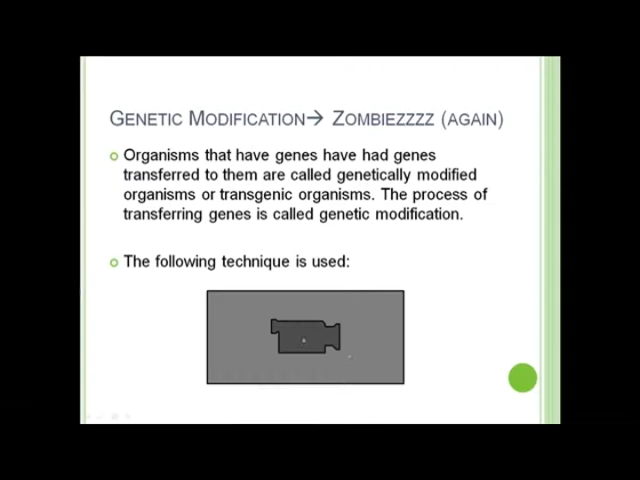 GENETIC MODIFICATION→ ZOMBIEZZZZ (AGAIN)
Organisms that have genes have had genes
transferred to them are called genetically modified
organisms or transgenic organisms. The process of
transferring genes is called genetic modification.
The following technique is used: